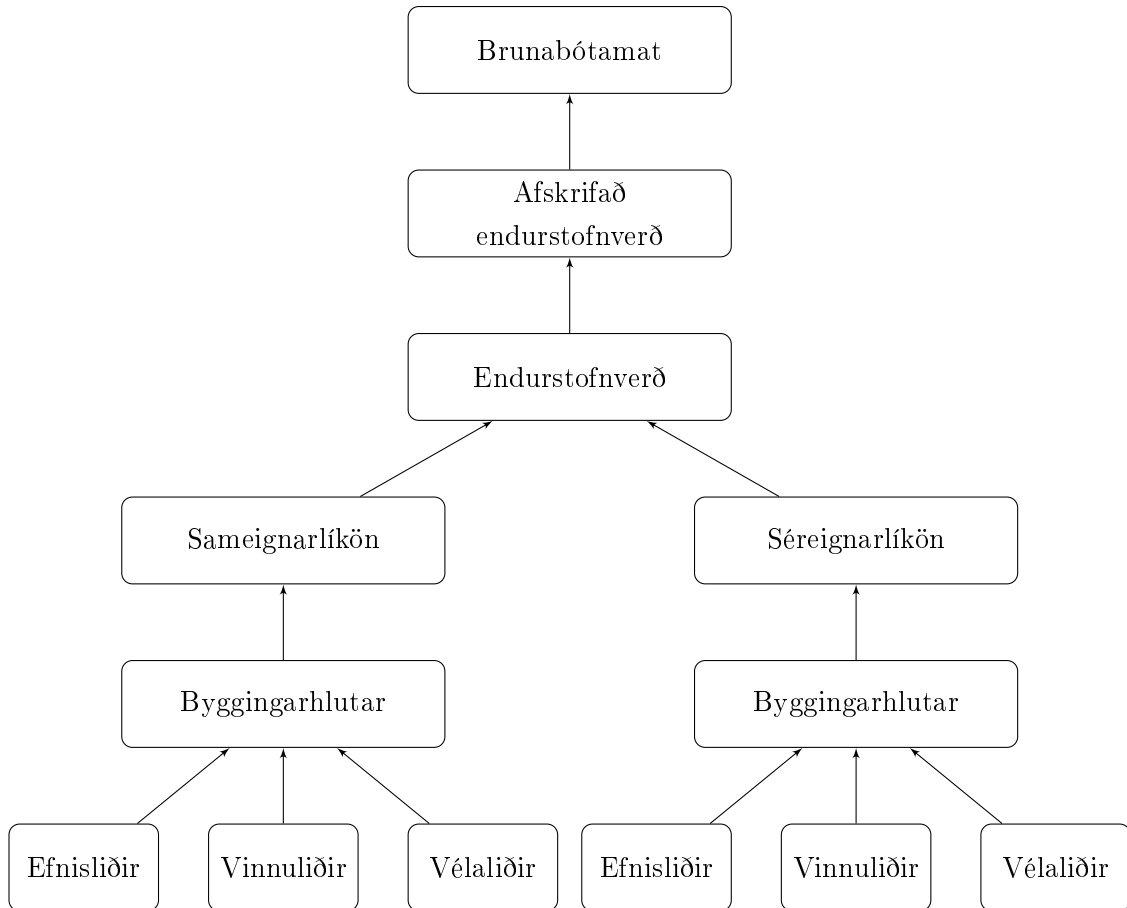 Brunabótamat
Afskrifað
endurstofnverð
Endurstofnverð
Sameignarlíkön
Séreignarlíkön
Byggingarhlutar
Byggingarhlutar
Efnisliðir
Vinnuliðir
Vélaliðir
Efnisliðir
Vinnuliðir
Vélaliðir